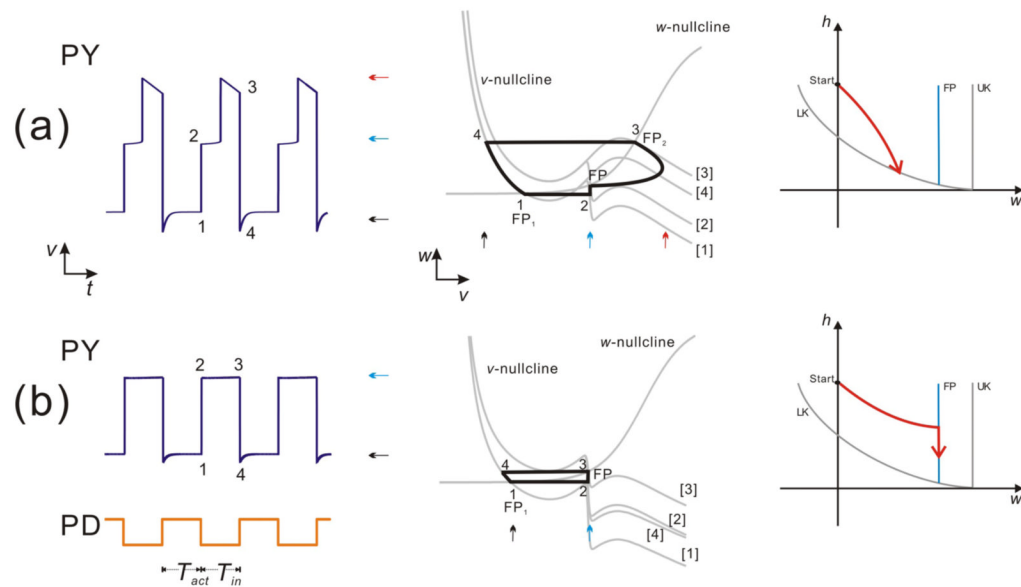 (a)
PY
1
2
3
4
v
t
v-nullcline
w-nullcline
4
3
FP₂
FP
1
2
FP₁
[3]
[4]
[2]
[1]
w
v
h
Start
LK
FP
UK
w
(b)
PY
2
3
1
4
PD
T_act
T_in
v-nullcline
w-nullcline
4
3
FP
1
2
FP₁
[3]
[2]
[4]
[1]
h
Start
LK
FP
UK
w